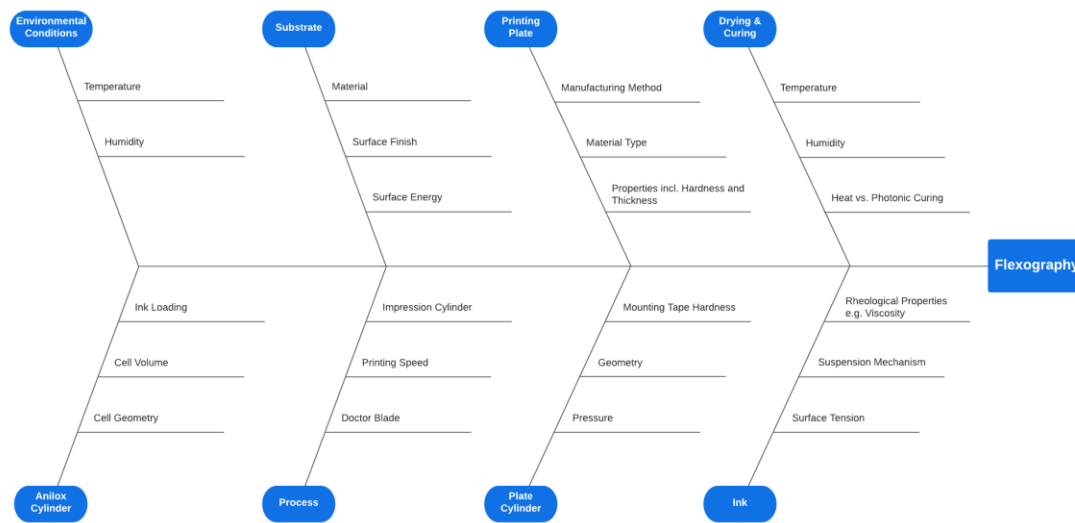 Environmental
Conditions
Substrate
Printing
Plate
Drying &
Curing
Temperature
Material
Manufacturing Method
Temperature
Humidity
Surface Finish
Material Type
Humidity
Surface Energy
Properties incl. Hardness and
Thickness
Heat vs. Photonic Curing
Flexography
Ink Loading
Impression Cylinder
Mounting Tape Hardness
Rheological Properties
e.g. Viscosity
Cell Volume
Printing Speed
Geometry
Suspension Mechanism
Cell Geometry
Doctor Blade
Pressure
Surface Tension
Anilox
Cylinder
Process
Plate
Cylinder
Ink